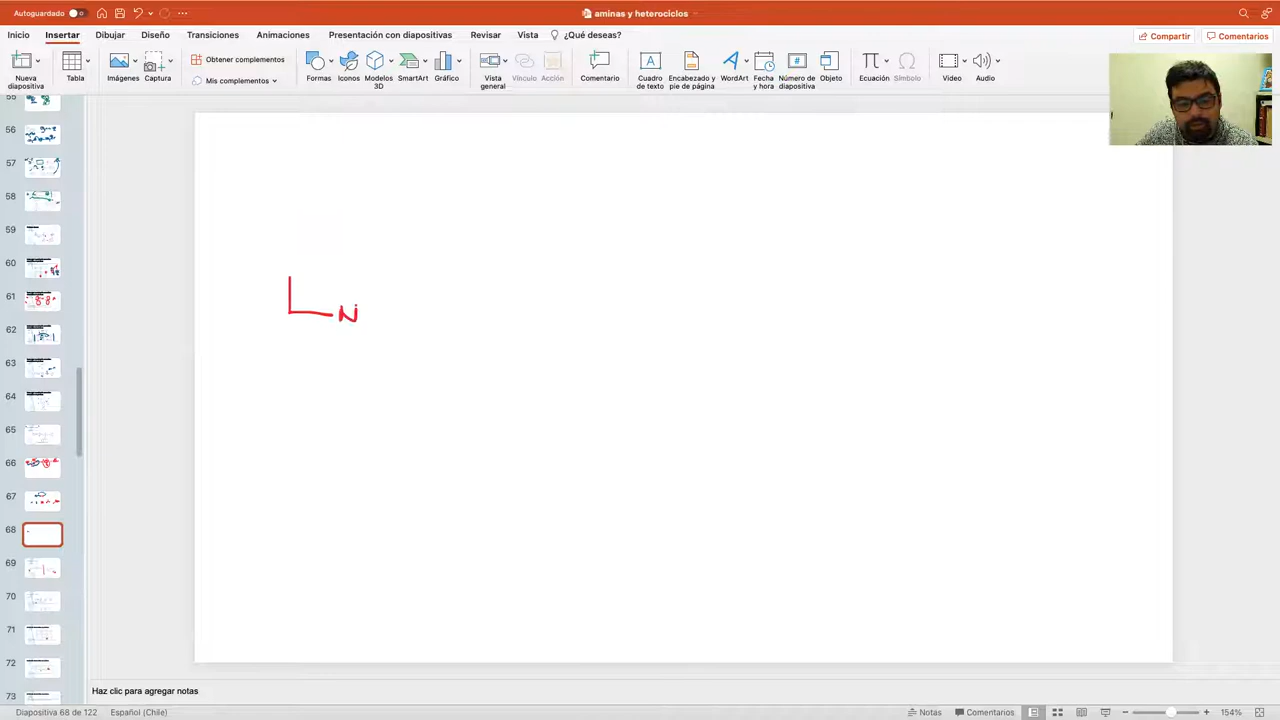 Autoguardado
aminas y heterociclos
Inicio Insertar Dibujar Diseño Transiciones Animaciones Presentación con diapositivas Revisar Vista ¿Qué deseas?
Compartir Comentarios
Nueva diapositiva
Tabla
Imágenes
Captura
Obtener complementos
Mis complementos
Formas
Iconos
Modelos 3D
SmartArt
Gráfico
Vista general
Vínculo
Acción
Comentario
Cuadro de texto
Encabezado y pie de página
WordArt
Fecha y hora
Número de diapositiva
Objeto
Ecuación
Símbolo
Video
Audio
55
56
57
58
59
60
61
62
63
64
65
66
67
68
69
70
71
72
73
N
Haz clic para agregar notas
Diapositiva 68 de 122 Español (Chile) Notas Comentarios 154%